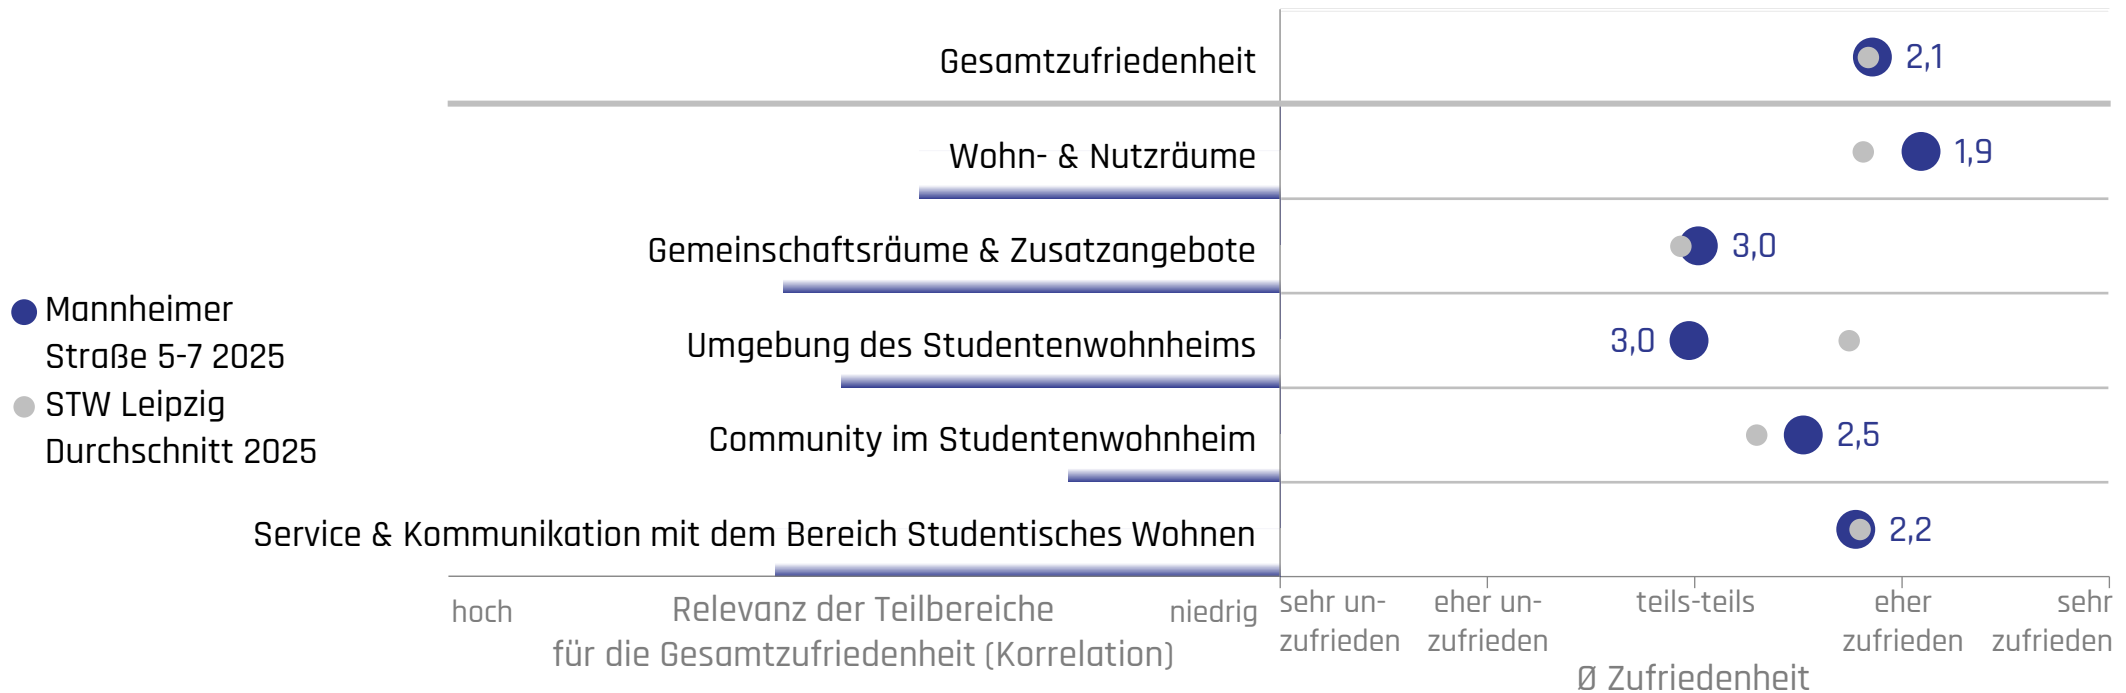 Gesamtzufriedenheit
2,1
Wohn- & Nutzräume
1,9
Gemeinschaftsräume & Zusatzangebote
3,0
Mannheimer
Straße 5-7 2025
STW Leipzig
Durchschnitt 2025
Umgebung des Studentenwohnheims
3,0
Community im Studentenwohnheim
2,5
Service & Kommunikation mit dem Bereich Studentisches Wohnen
2,2
hoch
Relevanz der Teilbereiche
für die Gesamtzufriedenheit (Korrelation)
niedrig
sehr un-
zufrieden
eher un-
zufrieden
teils-teils
eher
zufrieden
sehr
zufrieden
Ø Zufriedenheit